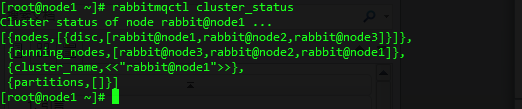 [root@node1 ~]# rabbitmqctl cluster_status
Cluster status of node rabbit@node1 ...
[{nodes,[{disc,[rabbit@node1,rabbit@node2,rabbit@node3]}]},
 {running_nodes,[rabbit@node3,rabbit@node2,rabbit@node1]},
 {cluster_name,<<"rabbit@node1">>},
 {partitions,[]}]
[root@node1 ~]#